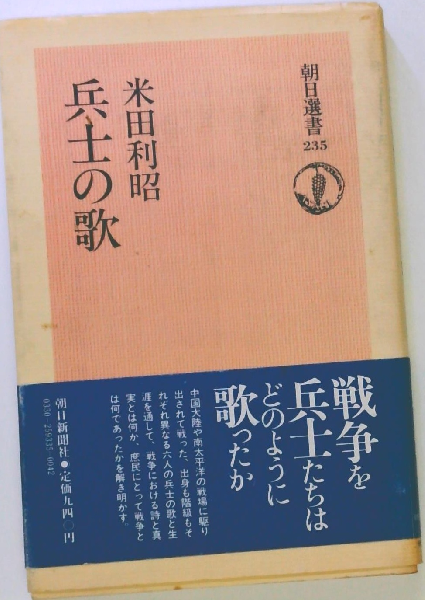 朝日選書
235
米田利昭
兵士の歌
戦争を
兵士たちは
どのように
歌ったか
中国大陸や南太平洋の戦場に駆り
出されて戦った、出身も階級もそ
れぞれ異なる六人の兵士の歌と生
涯を通して、戦争における詩と真
実とは何か、庶民にとって戦争と
は何であったかを解き明かす。
朝日新聞社●定価九四〇円
0330-259335-0042